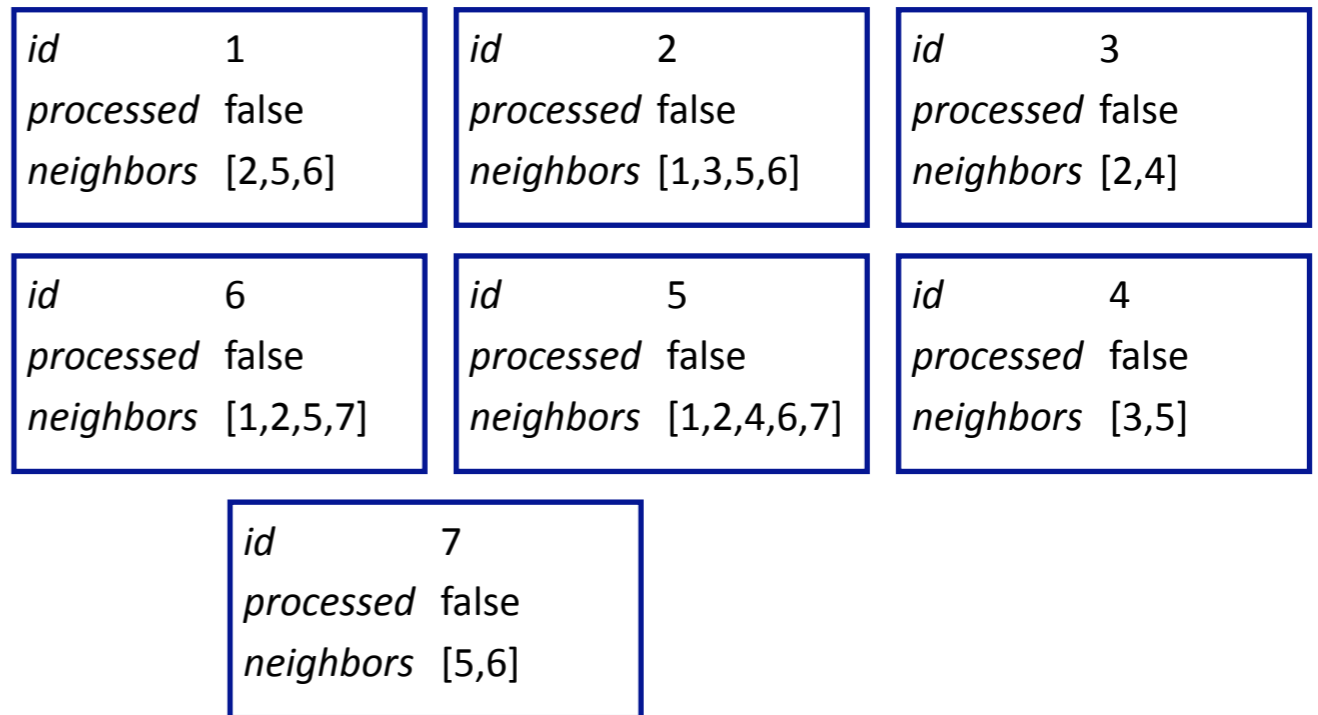 id 1
processed false
neighbors [2,5,6]
id 2
processed false
neighbors [1,3,5,6]
id 3
processed false
neighbors [2,4]
id 6
processed false
neighbors [1,2,5,7]
id 5
processed false
neighbors [1,2,4,6,7]
id 4
processed false
neighbors [3,5]
id 7
processed false
neighbors [5,6]